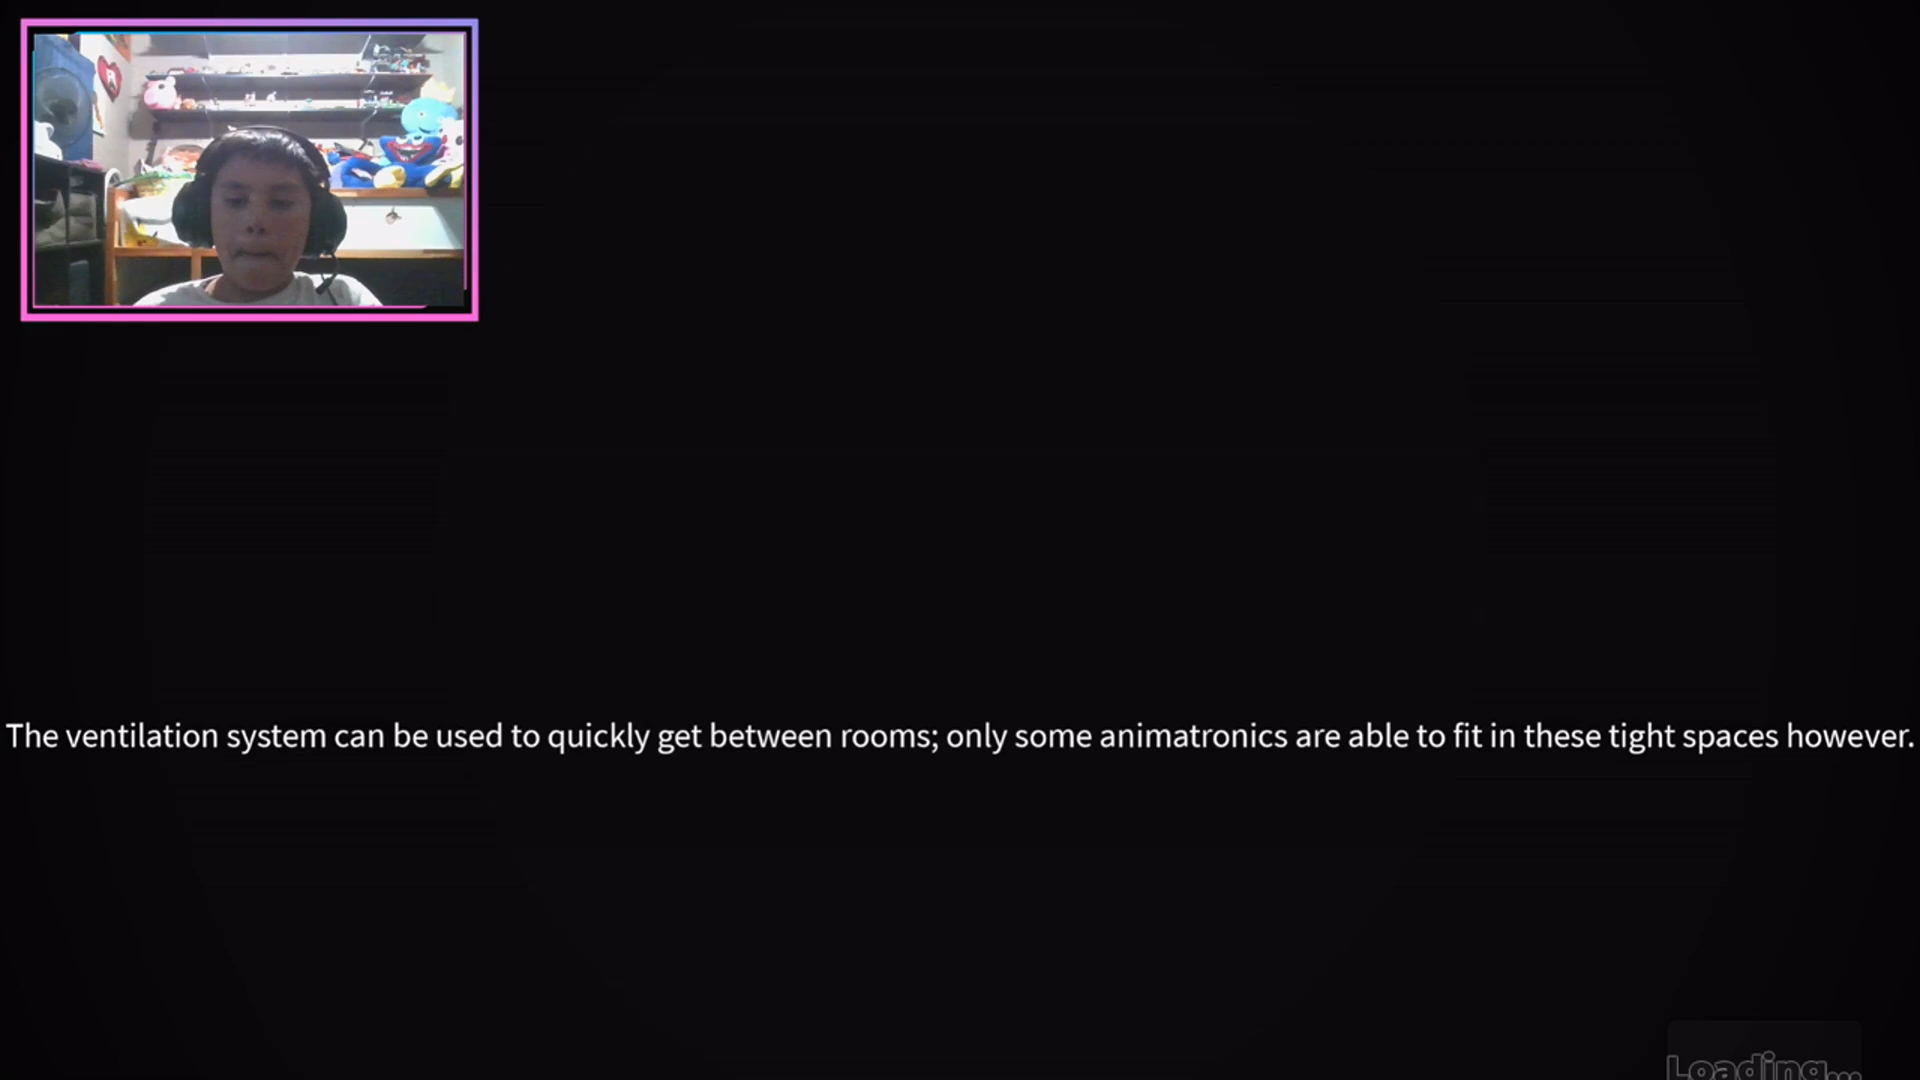 The ventilation system can be used to quickly get between rooms; only some animatronics are able to fit in these tight spaces however.
Loading...